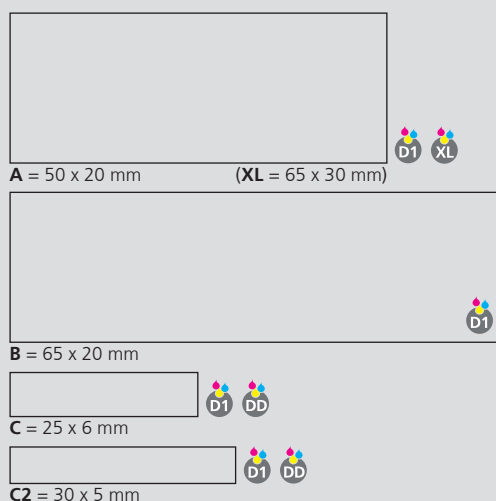 D1 XL
A = 50 x 20 mm (XL = 65 x 30 mm)
D1
B = 65 x 20 mm
D1 DD
C = 25 x 6 mm
D1 DD
C2 = 30 x 5 mm